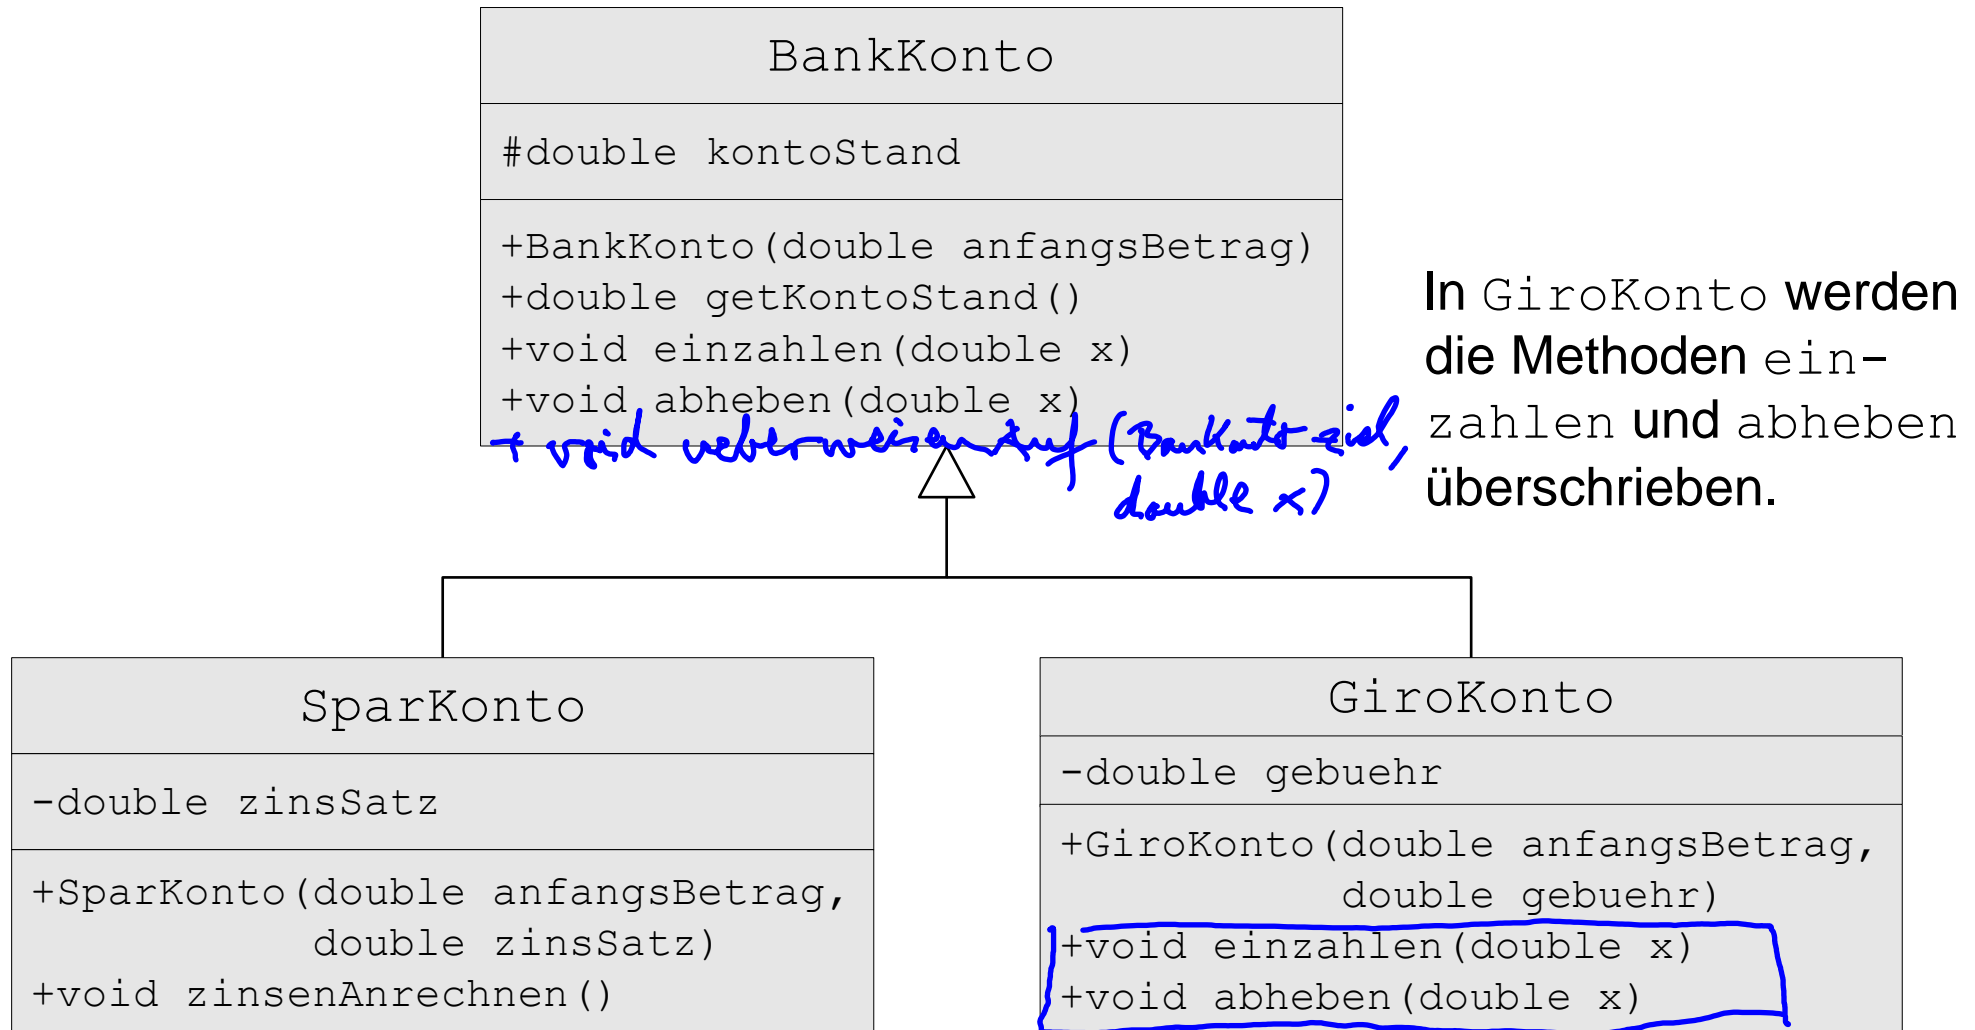 BankKonto
#double kontoStand
+BankKonto(double anfangsBetrag)
+double getKontoStand()
+void einzahlen(double x)
+void abheben(double x)
+ void ueberweisenAuf (BankKonto ziel,
double x)
In GiroKonto werden
die Methoden ein-
zahlen und abheben
überschrieben.
SparKonto
-double zinsSatz
+SparKonto(double anfangsBetrag,
double zinsSatz)
+void zinsenAnrechnen()
GiroKonto
-double gebuehr
+GiroKonto(double anfangsBetrag,
double gebuehr)
+void einzahlen(double x)
+void abheben(double x)